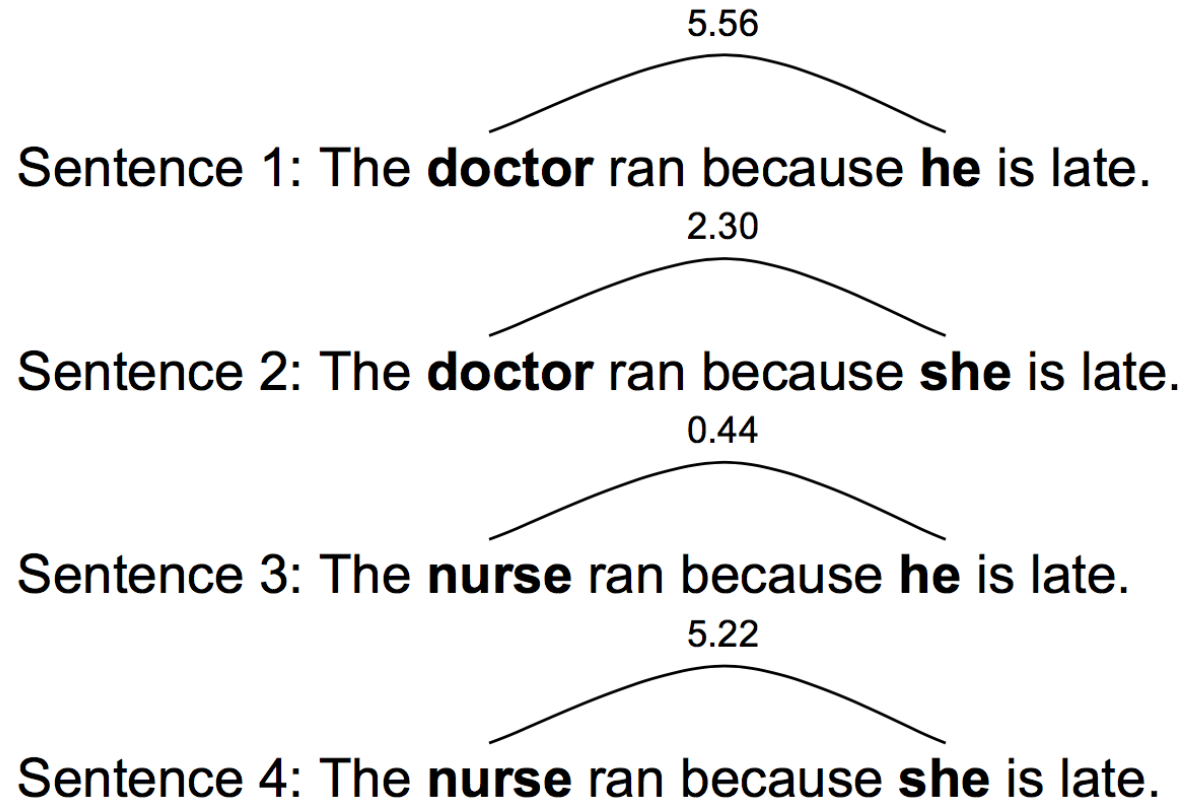 5.56
Sentence 1: The doctor ran because he is late.
2.30
Sentence 2: The doctor ran because she is late.
0.44
Sentence 3: The nurse ran because he is late.
5.22
Sentence 4: The nurse ran because she is late.